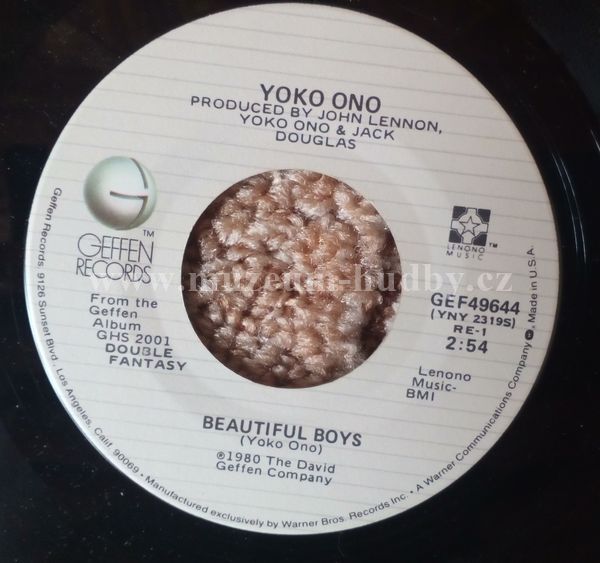 YOKO ONO
PRODUCED BY JOHN LENNON,
YOKO ONO & JACK
DOUGLAS
G
TM
GEFFEN
RECORDS
TM
LENONO
MUSIC
From the
Geffen
Album
GHS 2001
DOUBLE
FANTASY
GEF49644
(YNY 2319S)
RE-1
2:54
Lenono
Music-
BMI
www.muzeum-hudby.cz
BEAUTIFUL BOYS
(Yoko Ono)
℗1980 The David
Geffen Company
Geffen Records, 9126 Sunset Blvd., Los Angeles, Calif. 90069 • Manufactured exclusively by Warner Bros. Records Inc. • A Warner Communications Company, Made in U.S.A.